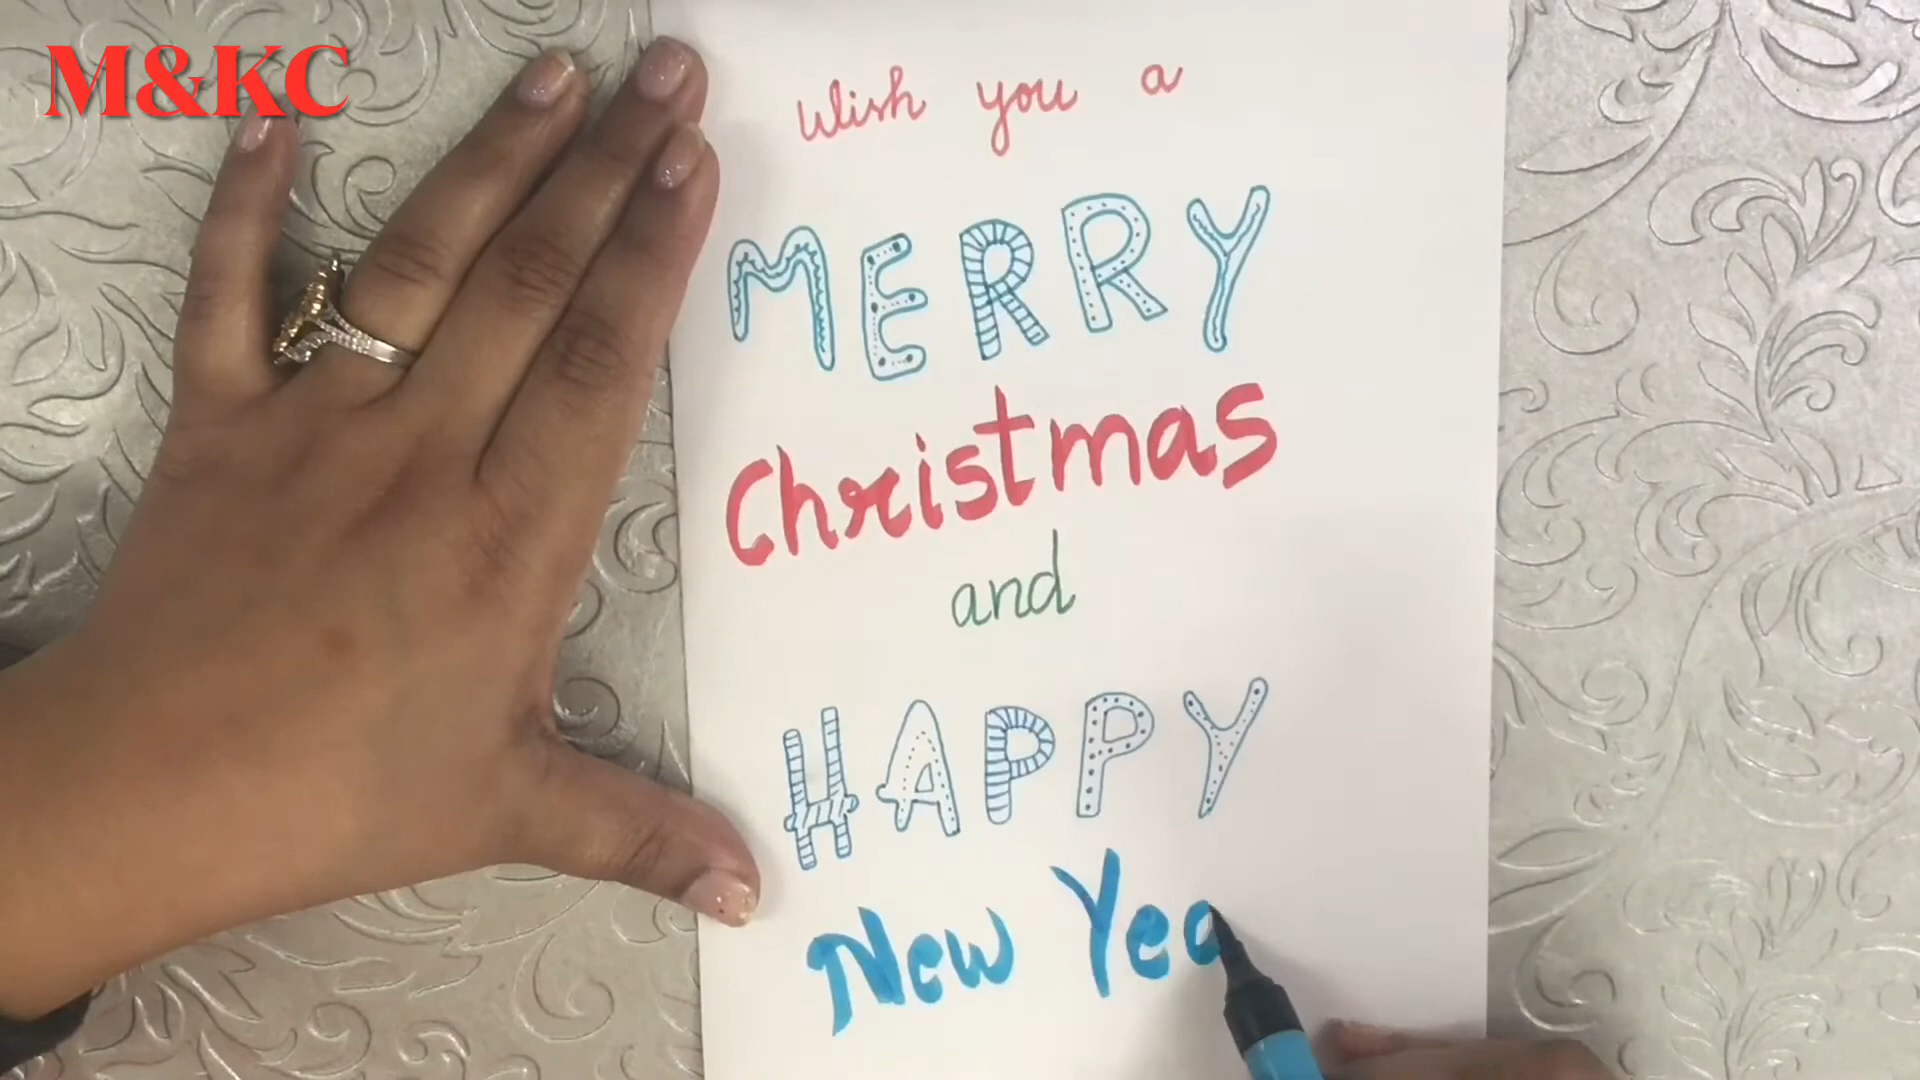 M&KC
Wish you a
MERRY
Christmas
and
HAPPY
New Yea